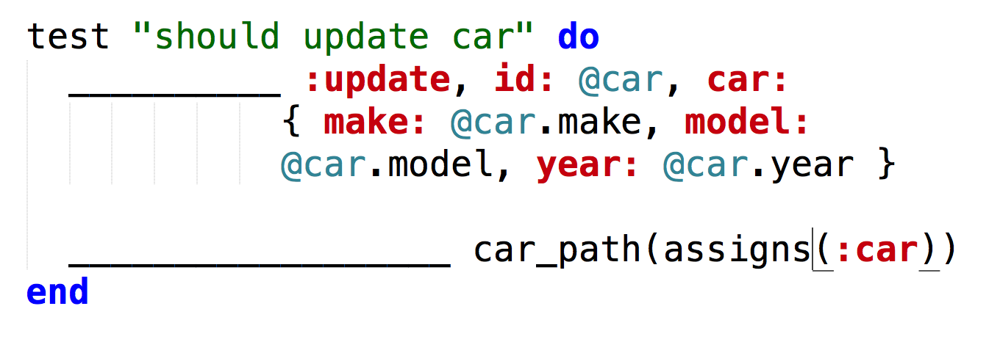 test "should update car" do
__________ :update, id: @car, car:
{ make: @car.make, model:
@car.model, year: @car.year }
__________________ car_path(assigns(:car))
end